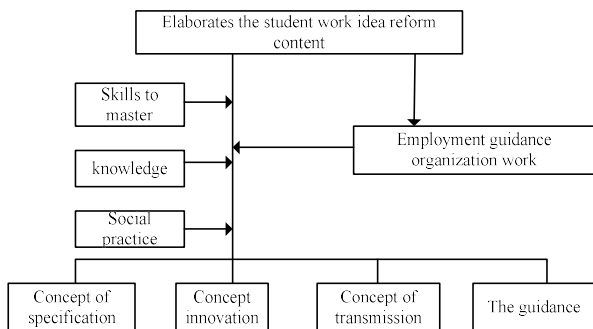 Elaborates the student work idea reform
content
Skills to
master
Employment guidance
organization work
knowledge
Social
practice
Concept of
specification
Concept
innovation
Concept of
transmission
The guidance